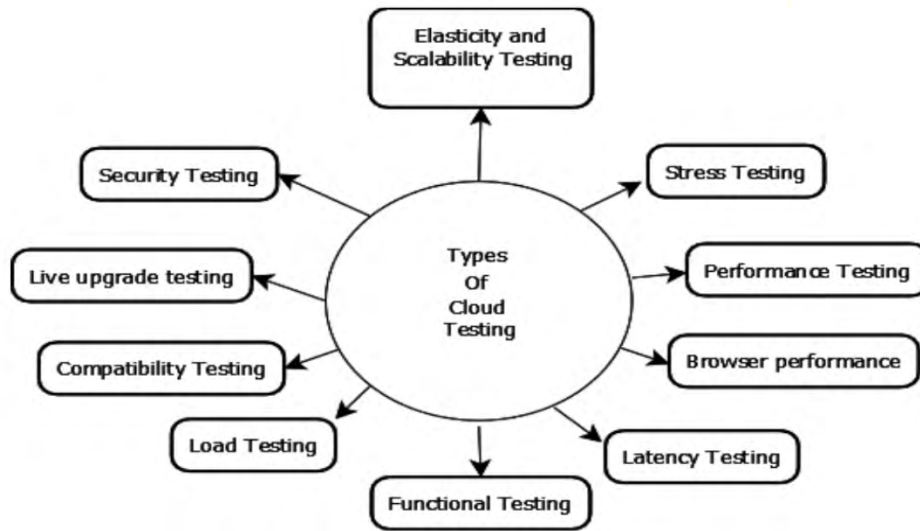 Elasticity and
Scalability Testing
Security Testing
Stress Testing
Types
Of
Cloud
Testing
Live upgrade testing
Performance Testing
Compatibility Testing
Browser performance
Load Testing
Latency Testing
Functional Testing